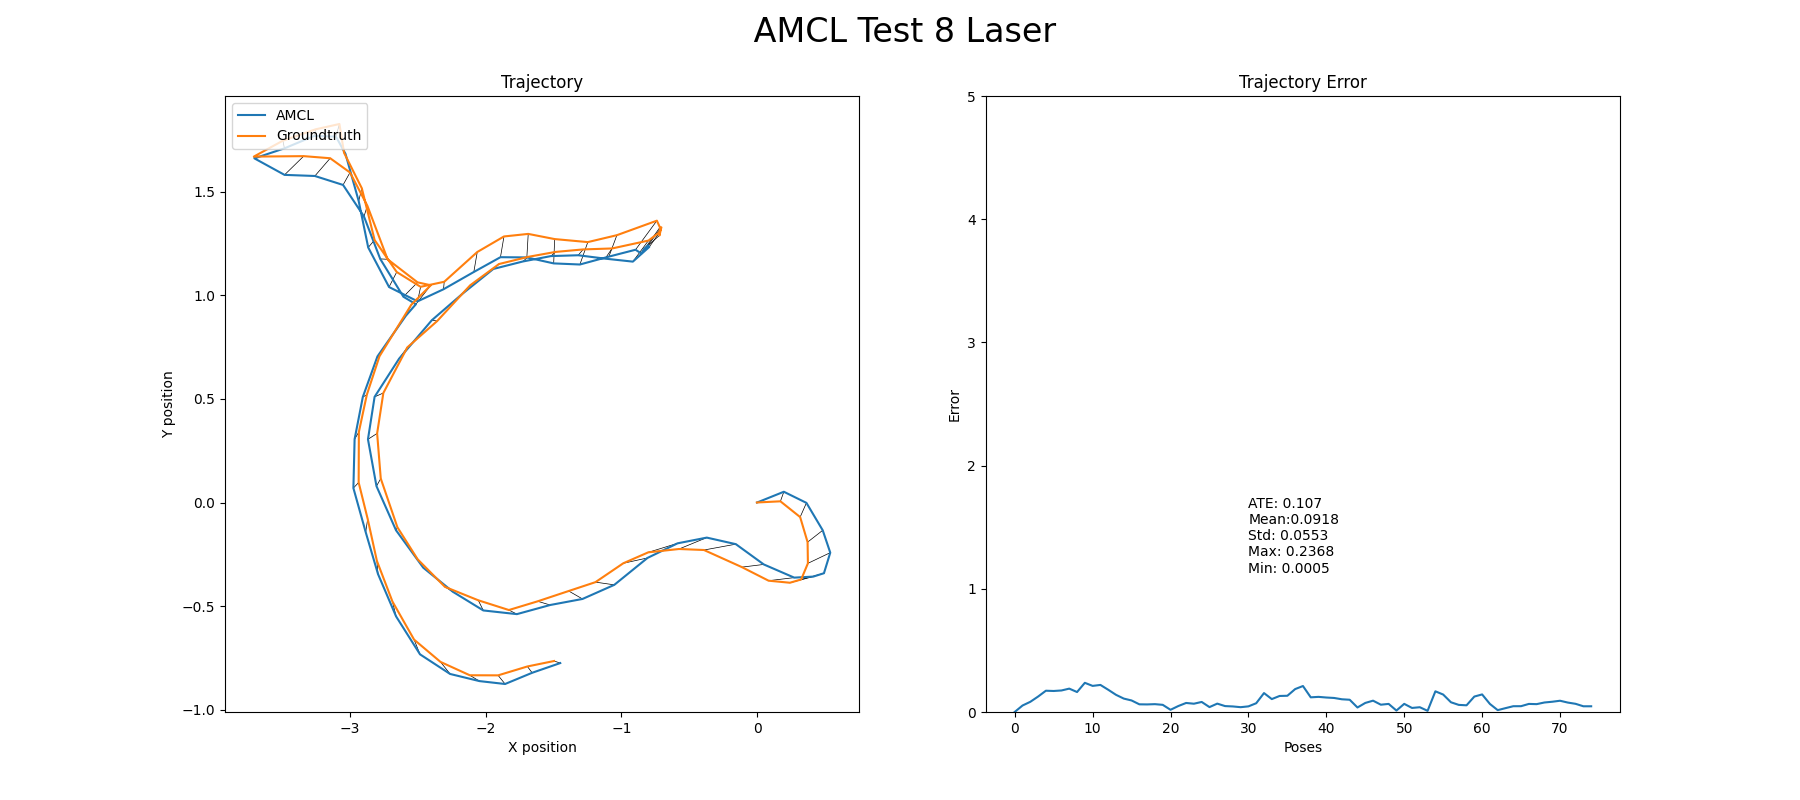 AMCL Test 8 Laser
Trajectory
AMCL
Groundtruth
1.5
1.0
0.5
0.0
−0.5
−1.0
Y position
−3
−2
−1
0
X position
Trajectory Error
5
4
3
2
1
0
Error
ATE: 0.107
Mean:0.0918
Std: 0.0553
Max: 0.2368
Min: 0.0005
0
10
20
30
40
50
60
70
Poses